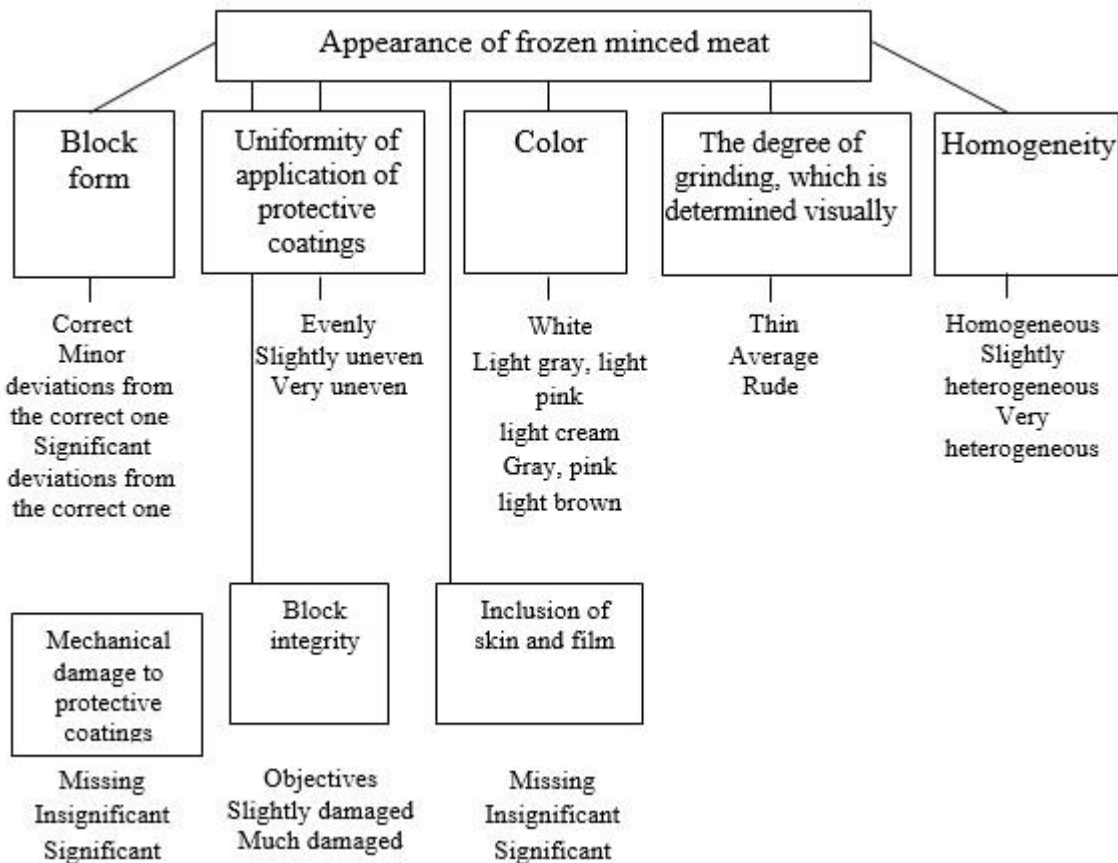 Appearance of frozen minced meat
Block
form
Uniformity of
application of
protective
coatings
Color
The degree of
grinding, which is
determined visually
Homogeneity
Correct
Minor
deviations from
the correct one
Significant
deviations from
the correct one
Evenly
Slightly uneven
Very uneven
White
Light gray, light
pink
light cream
Gray, pink
light brown
Thin
Average
Rude
Homogeneous
Slightly
heterogeneous
Very
heterogeneous
Mechanical
damage to
protective
coatings
Block
integrity
Inclusion of
skin and film
Missing
Insignificant
Significant
Objectives
Slightly damaged
Much damaged
Missing
Insignificant
Significant